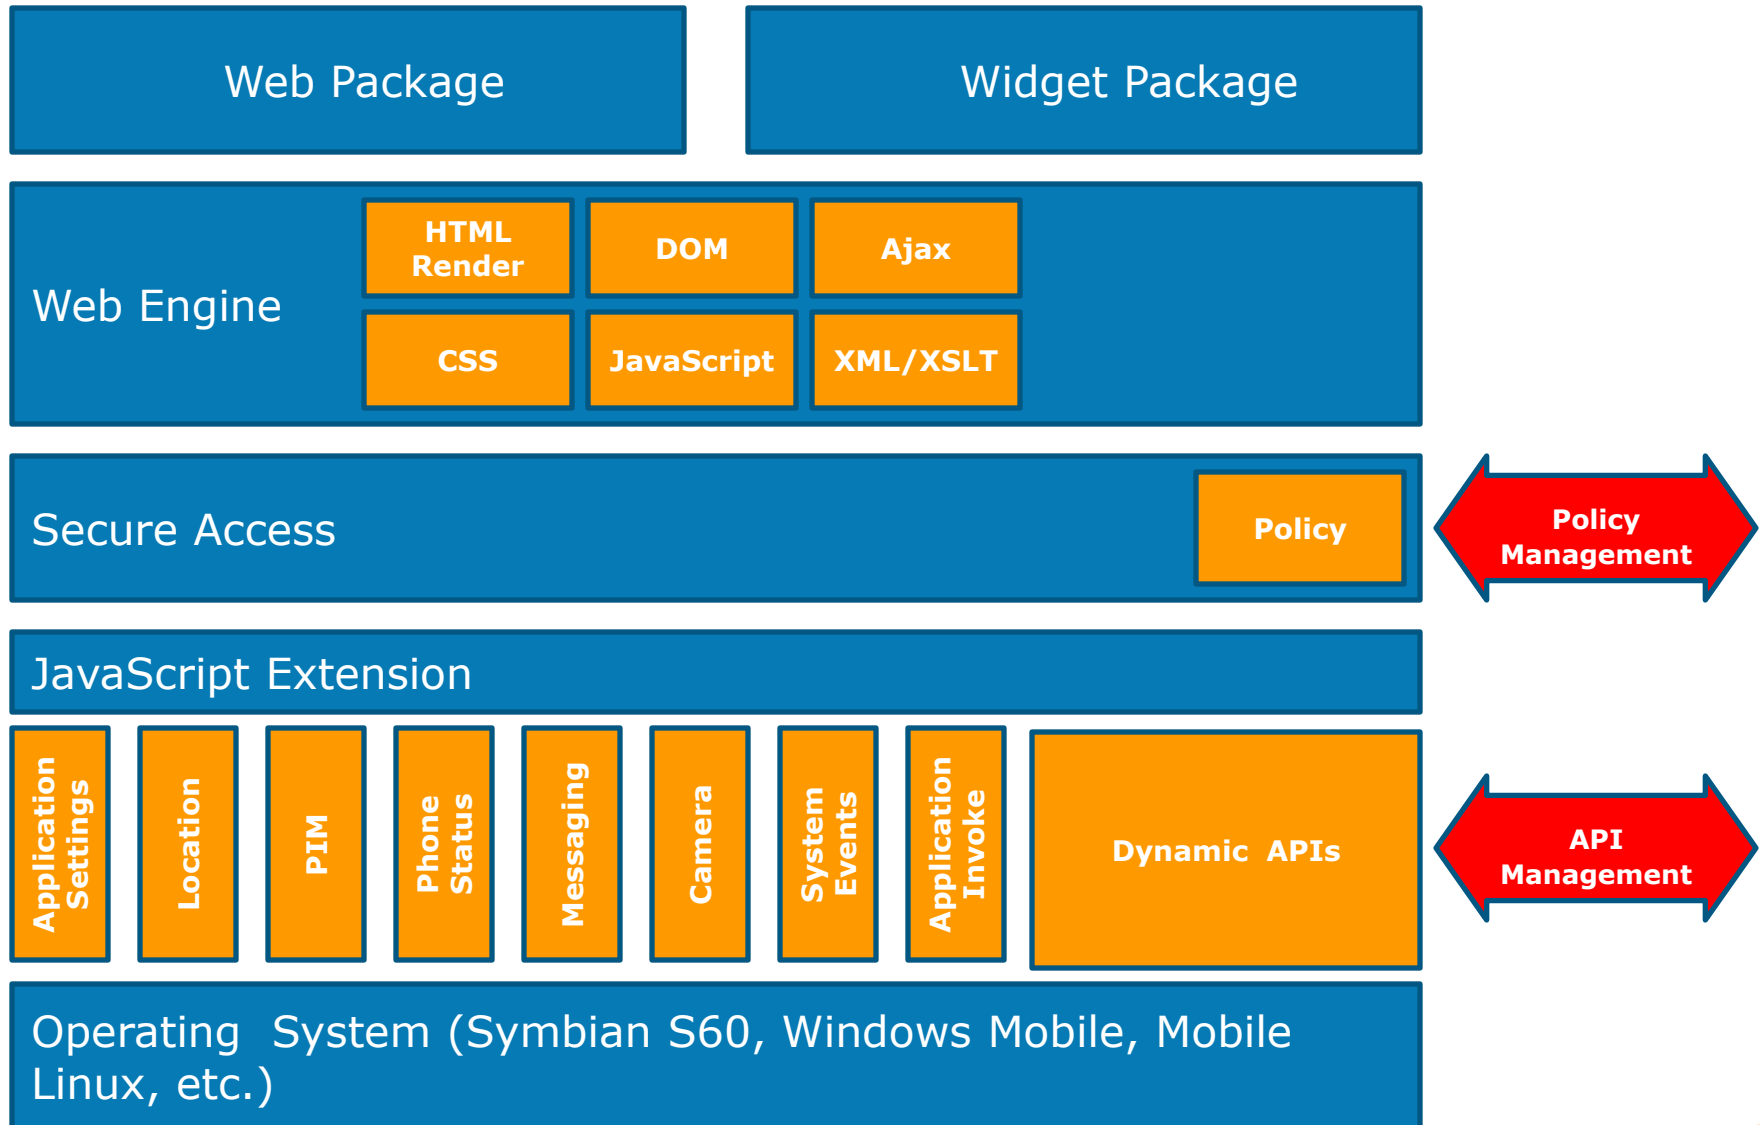 Web Package
Widget Package
Web Engine
HTML
Render
DOM
Ajax
CSS
JavaScript
XML/XSLT
Secure Access
Policy
Policy
Management
JavaScript Extension
Application
Settings
Location
PIM
Phone
Status
Messaging
Camera
System
Events
Application
Invoke
Dynamic APIs
API
Management
Operating System (Symbian S60, Windows Mobile, Mobile
Linux, etc.)